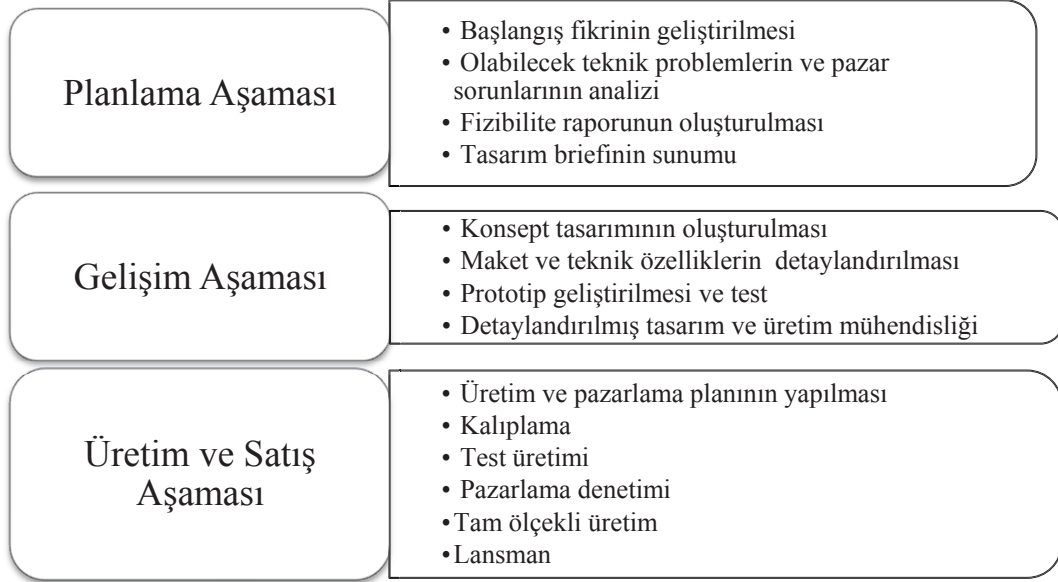 Planlama Aşaması
• Başlangış fikrinin geliştirilmesi
• Olabilecek teknik problemlerin ve pazar
sorunlarının analizi
• Fizibilite raporunun oluşturulması
• Tasarım briefinin sunumu
Gelişim Aşaması
• Konsept tasarımının oluşturulması
• Maket ve teknik özelliklerin detaylandırılması
• Prototip geliştirilmesi ve test
• Detaylandırılmış tasarım ve üretim mühendisliği
Üretim ve Satış
Aşaması
• Üretim ve pazarlama planının yapılması
• Kalıplama
• Test üretimi
• Pazarlama denetimi
•Tam ölçekli üretim
•Lansman